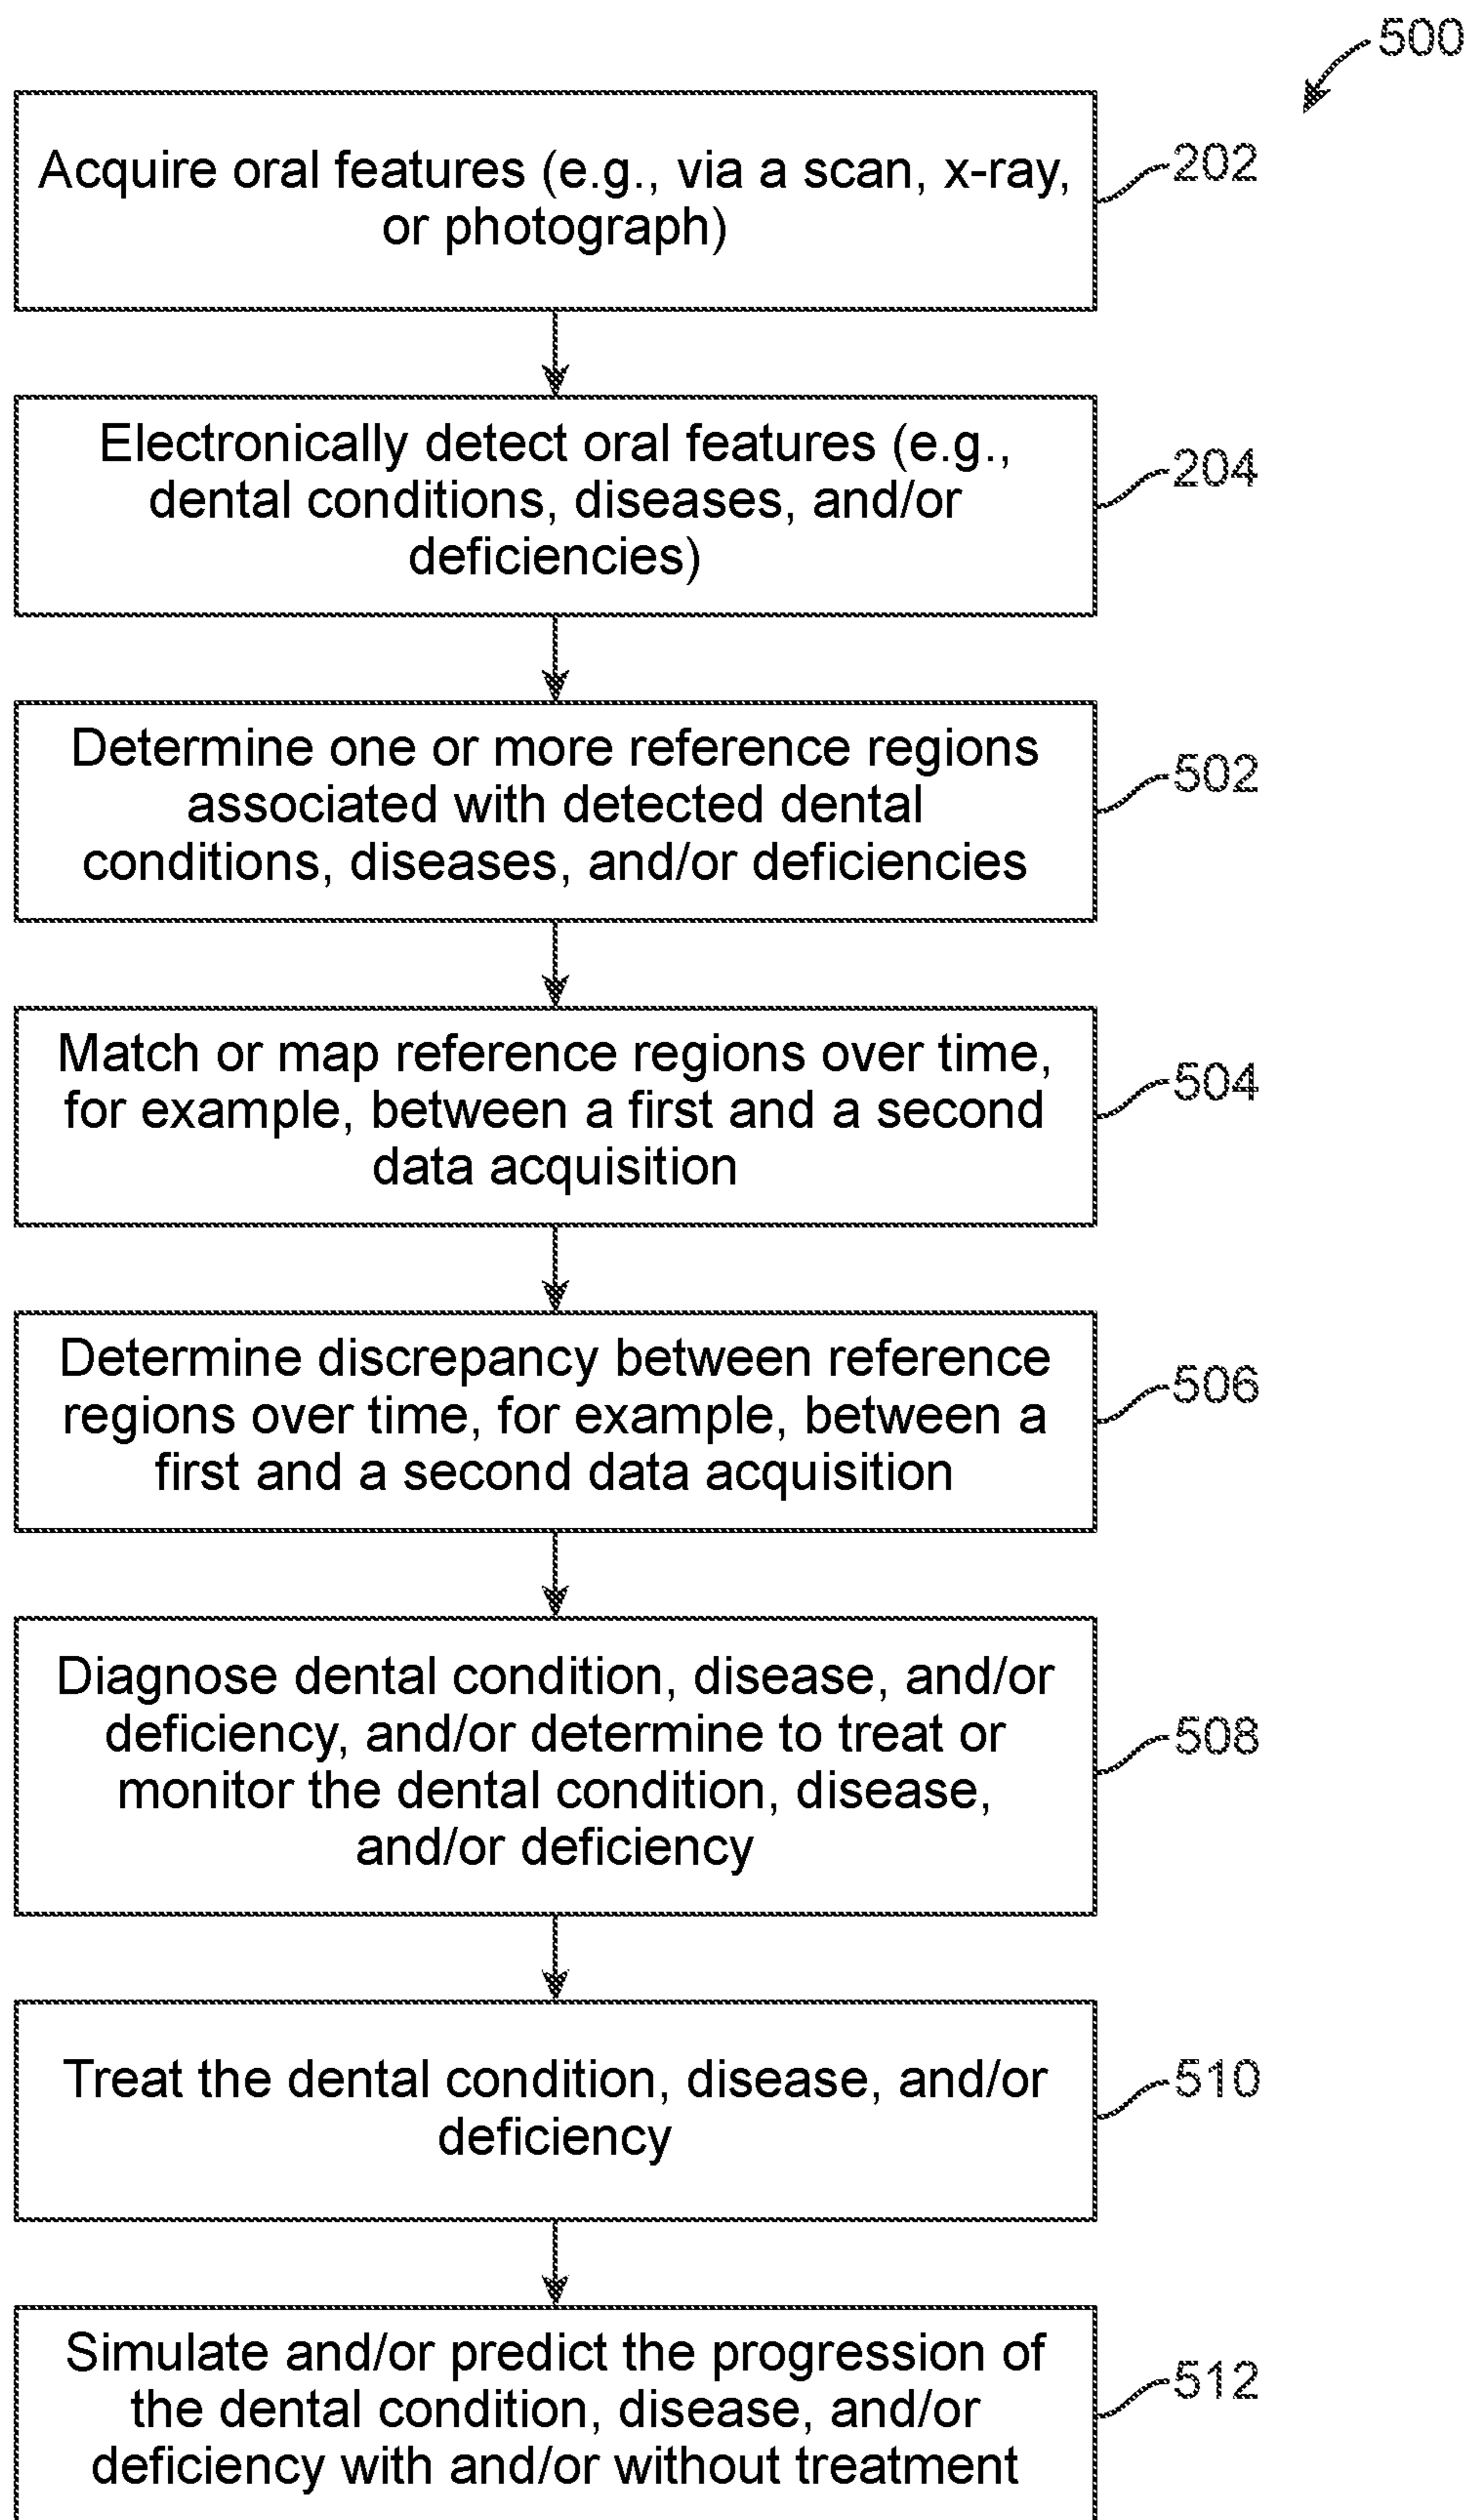 500
Acquire oral features (e.g., via a scan, x-ray,
or photograph)
202
Electronically detect oral features (e.g.,
dental conditions, diseases, and/or
deficiencies)
204
Determine one or more reference regions
associated with detected dental
conditions, diseases, and/or deficiencies
502
Match or map reference regions over time,
for example, between a first and a second
data acquisition
504
Determine discrepancy between reference
regions over time, for example, between a
first and a second data acquisition
506
Diagnose dental condition, disease, and/or
deficiency, and/or determine to treat or
monitor the dental condition, disease,
and/or deficiency
508
Treat the dental condition, disease, and/or
deficiency
510
Simulate and/or predict the progression of
the dental condition, disease, and/or
deficiency with and/or without treatment
512